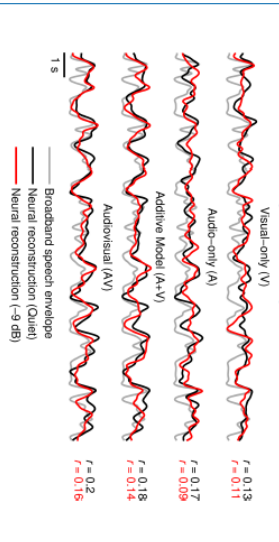 Audiovisual (AV)
r = 0.2
r = 0.16
Additive Model (A+V)
r = 0.18
r = 0.14
Audio-only (A)
r = 0.17
r = 0.09
Visual-only (V)
r = 0.13
r = 0.11
1 s
Broadband speech envelope
Neural reconstruction (Quiet)
Neural reconstruction (−9 dB)